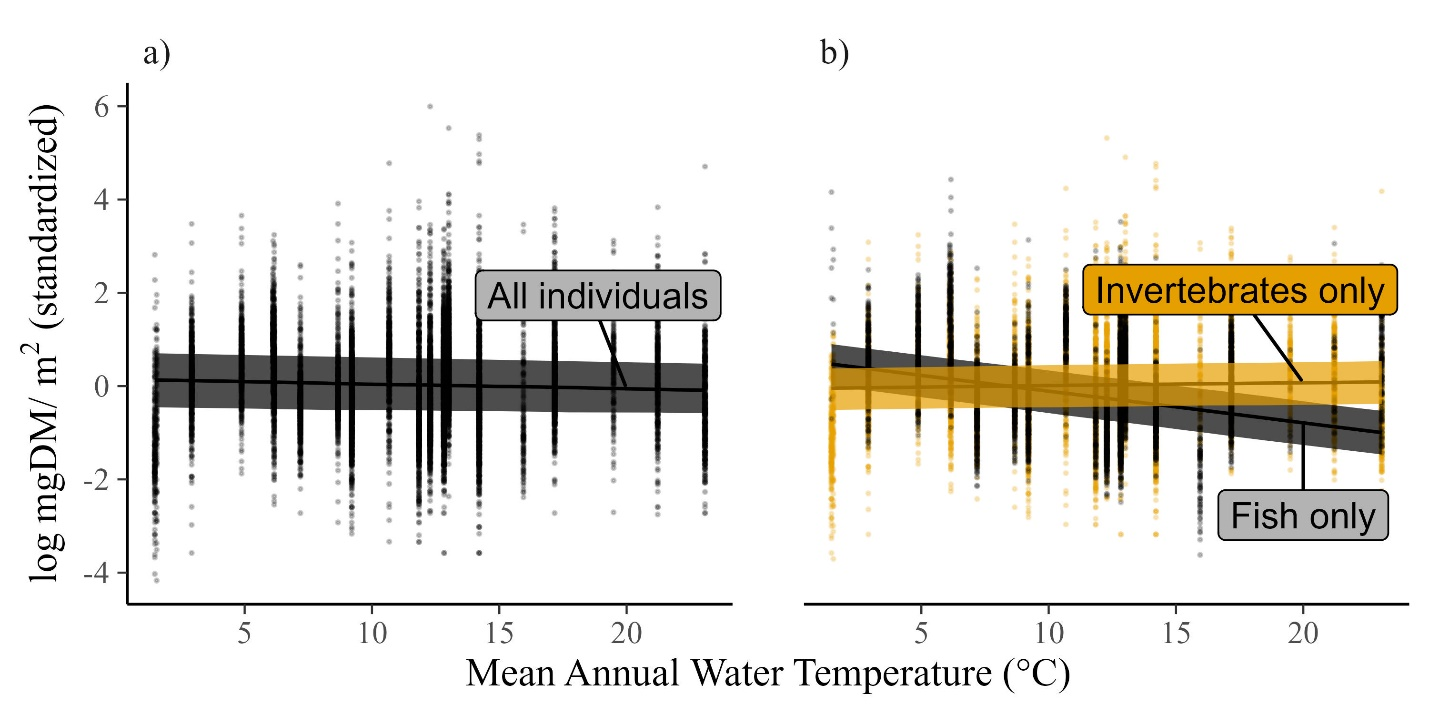 a)
b)
log mgDM/ m² (standardized)
6
4
2
0
-2
-4
All individuals
Invertebrates only
Fish only
5
10
15
20
5
10
15
20
Mean Annual Water Temperature (°C)